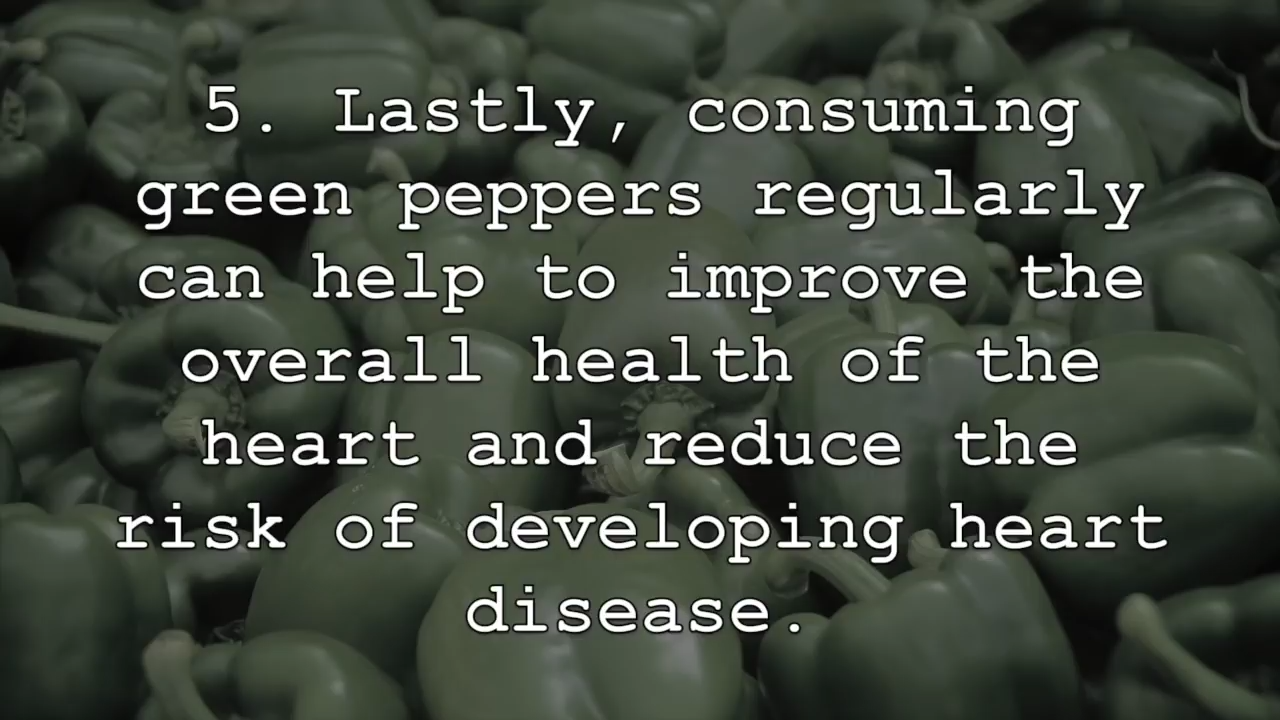 5. Lastly, consuming
green peppers regularly
can help to improve the
overall health of the
heart and reduce the
risk of developing heart
disease.